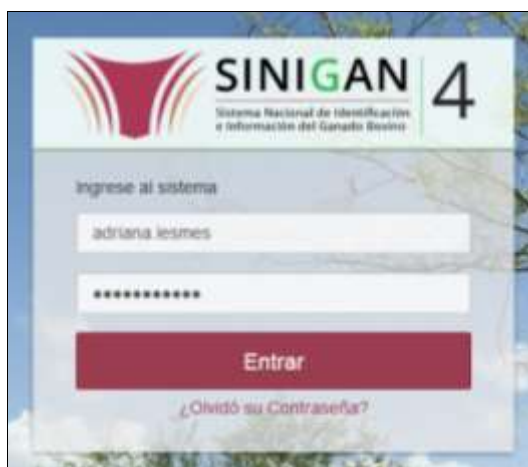 SINIGAN 4
Sistema Nacional de Identificación
e Información del Ganado Bovino
Ingrese al sistema
adriana.lesmes
•••••••••••
Entrar
¿Olvidó su Contraseña?